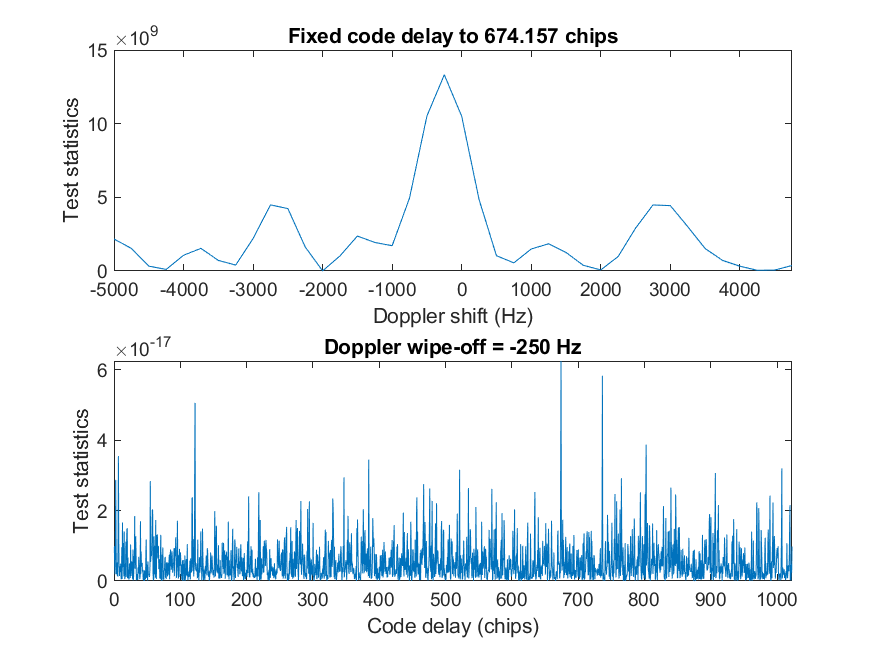 ×10^9
Fixed code delay to 674.157 chips
15
10
5
0
Test statistics
-5000 -4000 -3000 -2000 -1000 0 1000 2000 3000 4000
Doppler shift (Hz)
×10^-17
Doppler wipe-off = -250 Hz
6
4
2
0
Test statistics
0 100 200 300 400 500 600 700 800 900 1000
Code delay (chips)